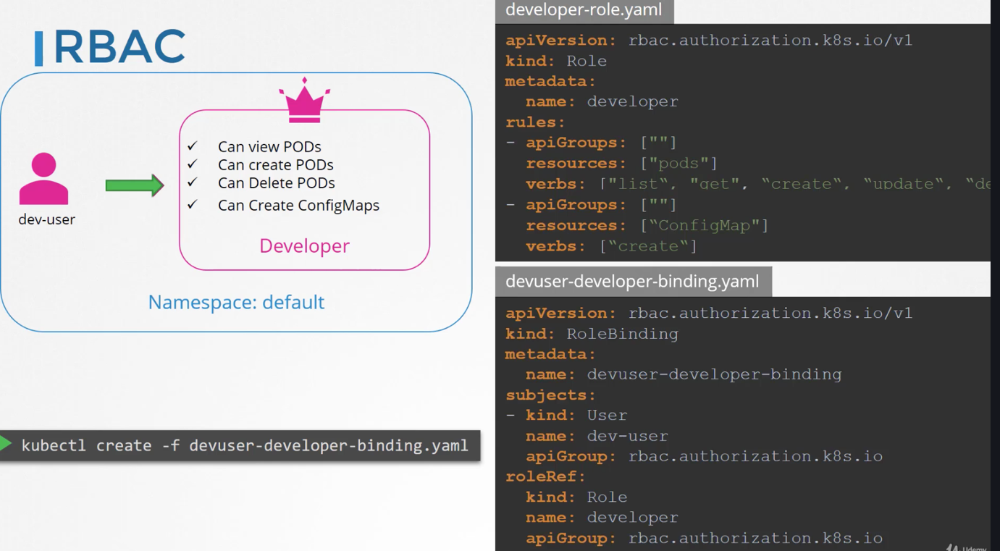 RBAC
Can view PODs
Can create PODs
Can Delete PODs
Can Create ConfigMaps
Developer
dev-user
Namespace: default
kubectl create -f devuser-developer-binding.yaml
developer-role.yaml
apiVersion: rbac.authorization.k8s.io/v1
kind: Role
metadata:
  name: developer
rules:
- apiGroups: [""]
  resources: ["pods"]
  verbs: ["list“, "get", “create“, “update“, “de
- apiGroups: [""]
  resources: [“ConfigMap"]
  verbs: [“create“]
devuser-developer-binding.yaml
apiVersion: rbac.authorization.k8s.io/v1
kind: RoleBinding
metadata:
  name: devuser-developer-binding
subjects:
- kind: User
  name: dev-user
  apiGroup: rbac.authorization.k8s.io
roleRef:
  kind: Role
  name: developer
  apiGroup: rbac.authorization.k8s.io
Udemy